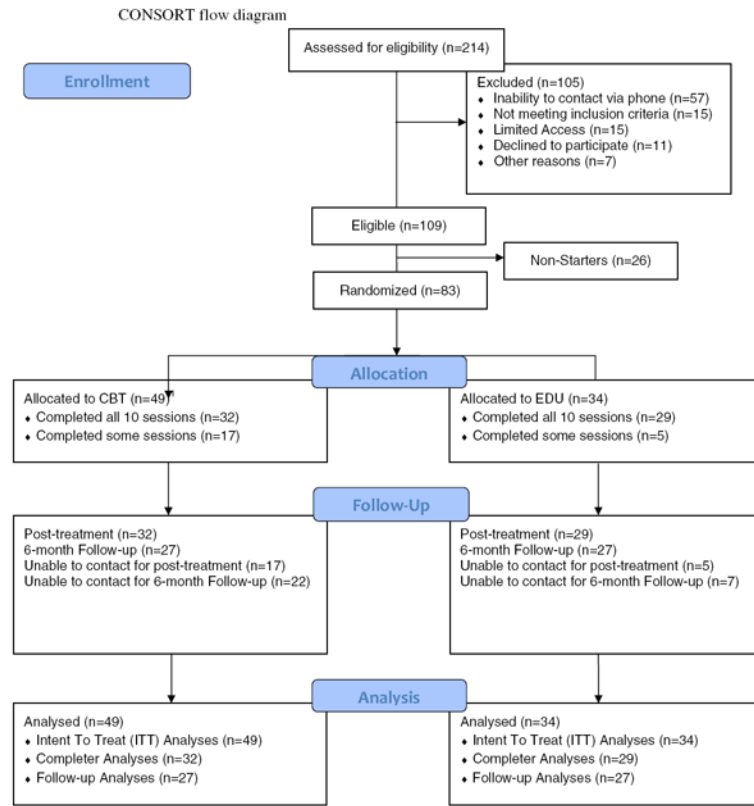 CONSORT flow diagram
Assessed for eligibility (n=214)
Enrollment
Excluded (n=105)
♦ Inability to contact via phone (n=57)
♦ Not meeting inclusion criteria (n=15)
♦ Limited Access (n=15)
♦ Declined to participate (n=11)
♦ Other reasons (n=7)
Eligible (n=109)
Non-Starters (n=26)
Randomized (n=83)
Allocation
Allocated to CBT (n=49)
♦ Completed all 10 sessions (n=32)
♦ Completed some sessions (n=17)
Allocated to EDU (n=34)
♦ Completed all 10 sessions (n=29)
♦ Completed some sessions (n=5)
Follow-Up
Post-treatment (n=32)
6-month Follow-up (n=27)
Unable to contact for post-treatment (n=17)
Unable to contact for 6-month Follow-up (n=22)
Post-treatment (n=29)
6-month Follow-up (n=27)
Unable to contact for post-treatment (n=5)
Unable to contact for 6-month Follow-up (n=7)
Analysis
Analysed (n=49)
♦ Intent To Treat (ITT) Analyses (n=49)
♦ Completer Analyses (n=32)
♦ Follow-up Analyses (n=27)
Analysed (n=34)
♦ Intent To Treat (ITT) Analyses (n=34)
♦ Completer Analyses (n=29)
♦ Follow-up Analyses (n=27)